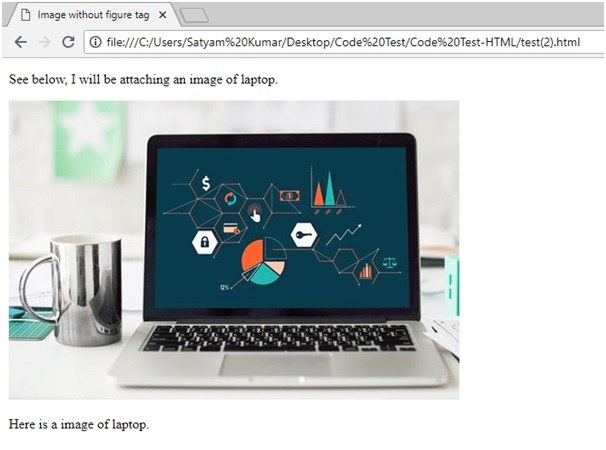 Image without figure tag
file:///C:/Users/Satyam%20Kumar/Desktop/Code%20Test/Code%20Test-HTML/test(2).html
See below, I will be attaching an image of laptop.
$
12%
Here is a image of laptop.